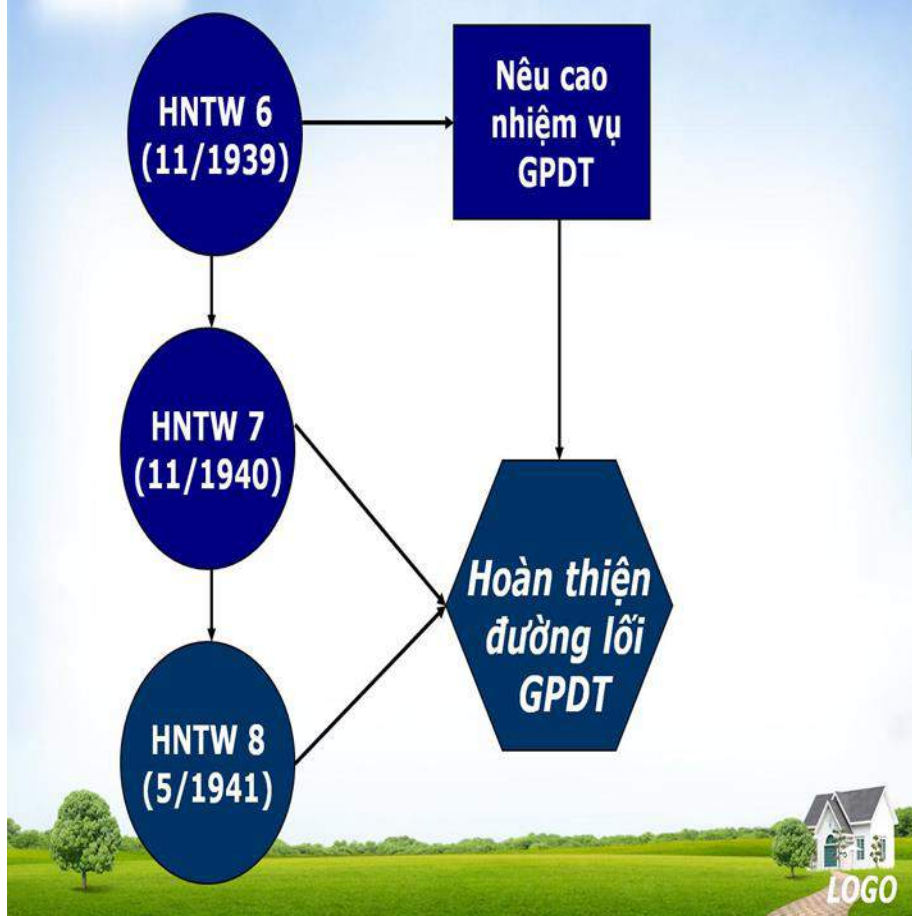 HNTW 6
(11/1939)
Nêu cao
nhiệm vụ
GPDT
HNTW 7
(11/1940)
Hoàn thiện
đường lối
GPDT
HNTW 8
(5/1941)
LOGO